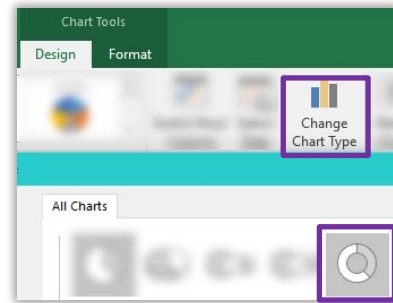 Chart Tools
Design Format
Change
Chart Type
All Charts